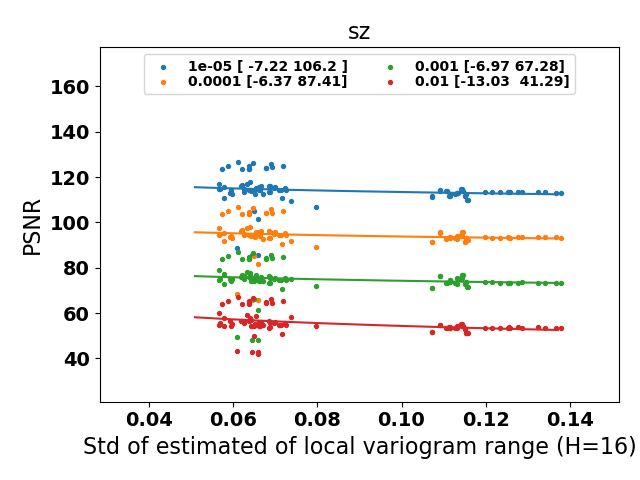 sz
1e-05 [ -7.22 106.2 ]
0.0001 [-6.37 87.41]
0.001 [-6.97 67.28]
0.01 [-13.03  41.29]
160
140
120
100
80
60
40
PSNR
0.04 0.06 0.08 0.10 0.12 0.14
Std of estimated of local variogram range (H=16)